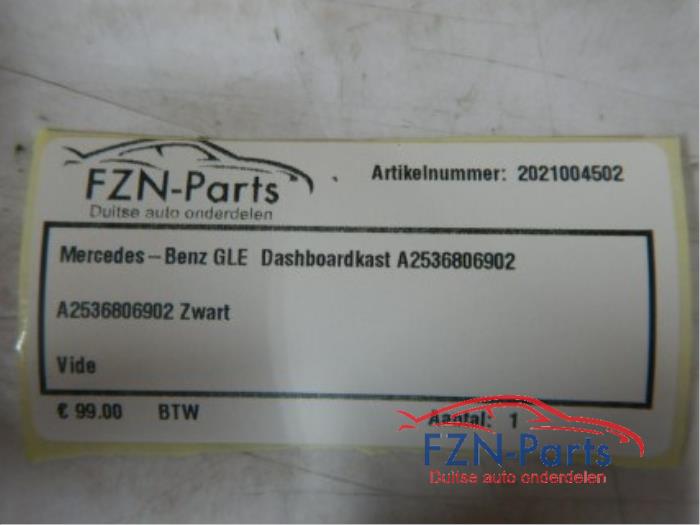 FZN-Parts
Duitse auto onderdelen
Artikelnummer: 2021004502
Mercedes-Benz GLE Dashboardkast A2536806902
A2536806902 Zwart
Vide
€ 99.00 BTW
Aantal: 1
FZN-Parts
Duitse auto onderdelen